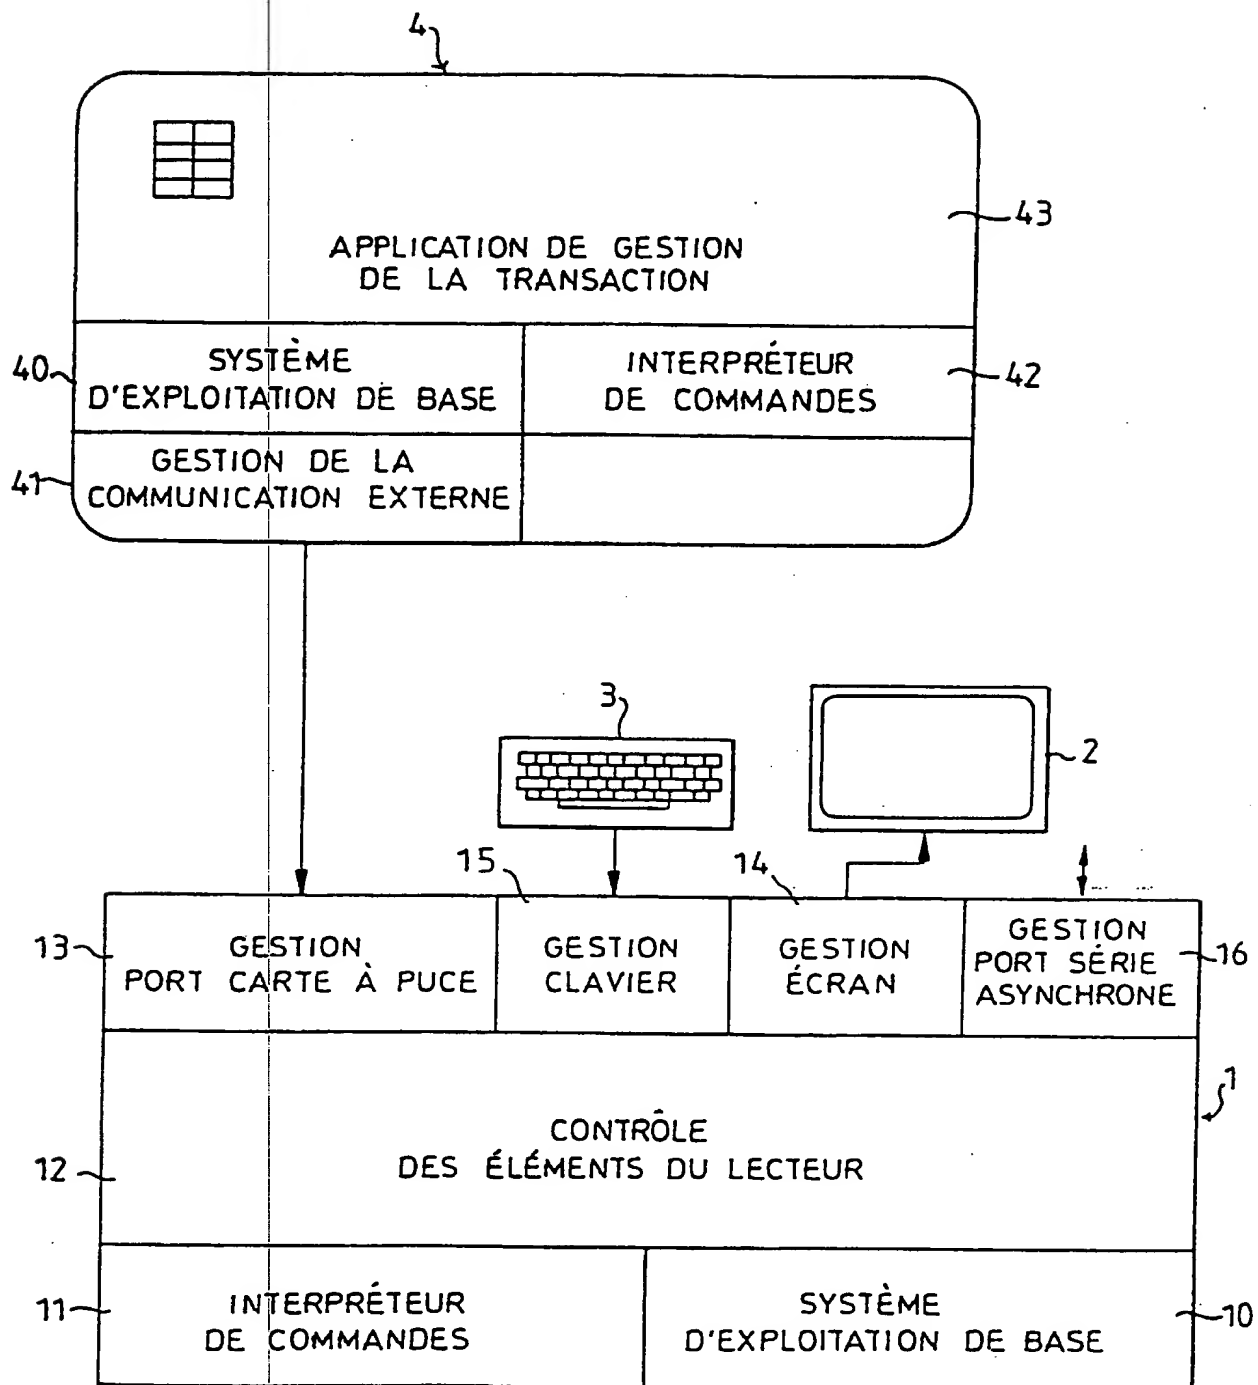 4
43
APPLICATION DE GESTION
DE LA TRANSACTION
40
SYSTÈME
D'EXPLOITATION DE BASE
INTERPRÉTEUR
DE COMMANDES
42
41
GESTION DE LA
COMMUNICATION EXTERNE
3
2
15
14
13
GESTION
PORT CARTE À PUCE
GESTION
CLAVIER
GESTION
ÉCRAN
GESTION
PORT SÉRIE
ASYNCHRONE
16
1
CONTRÔLE
DES ÉLÉMENTS DU LECTEUR
12
11
INTERPRÉTEUR
DE COMMANDES
SYSTÈME
D'EXPLOITATION DE BASE
10